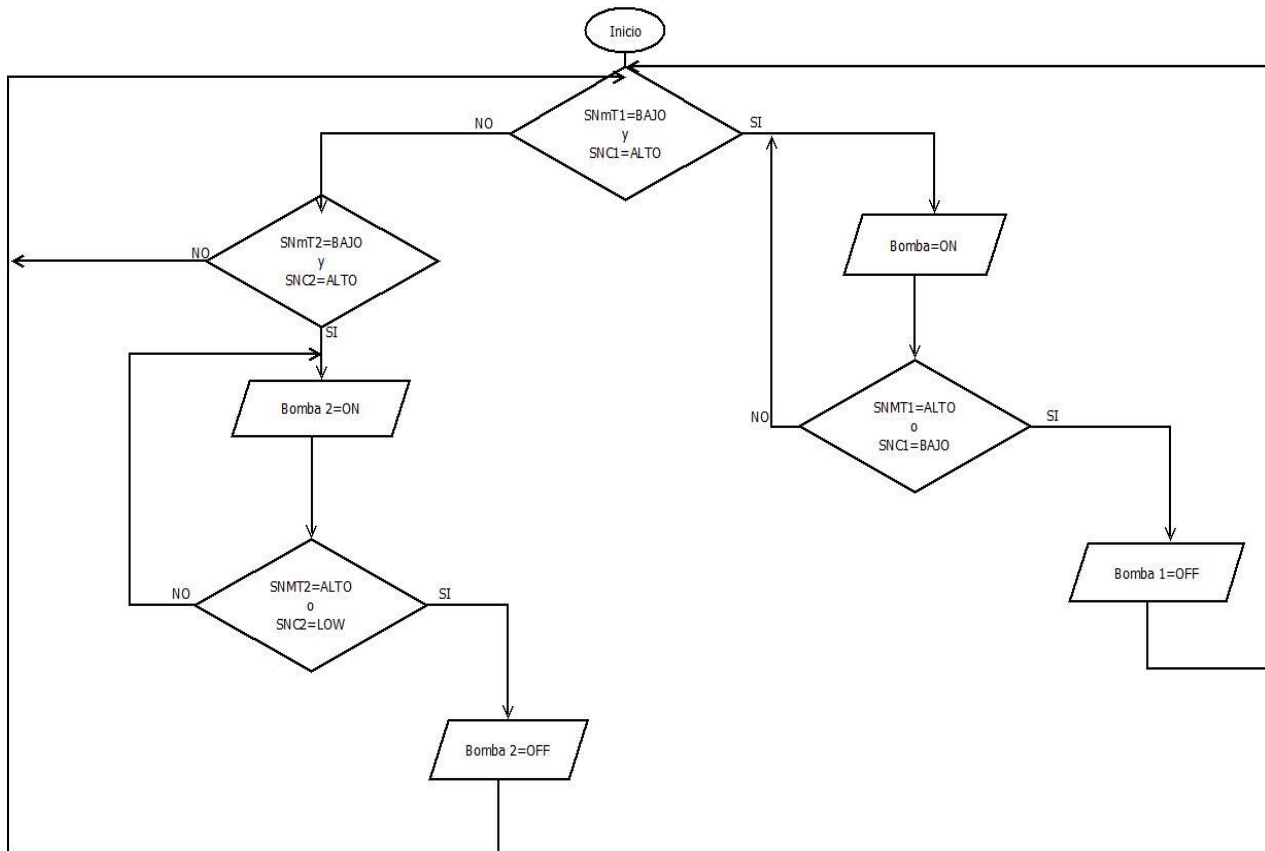 Inicio
SNmT1=BAJO
y
SNC1=ALTO
NO
SI
SNmT2=BAJO
y
SNC2=ALTO
NO
SI
Bomba=ON
Bomba 2=ON
SNMT1=ALTO
o
SNC1=BAJO
NO
SI
SNMT2=ALTO
o
SNC2=LOW
NO
SI
Bomba 1=OFF
Bomba 2=OFF